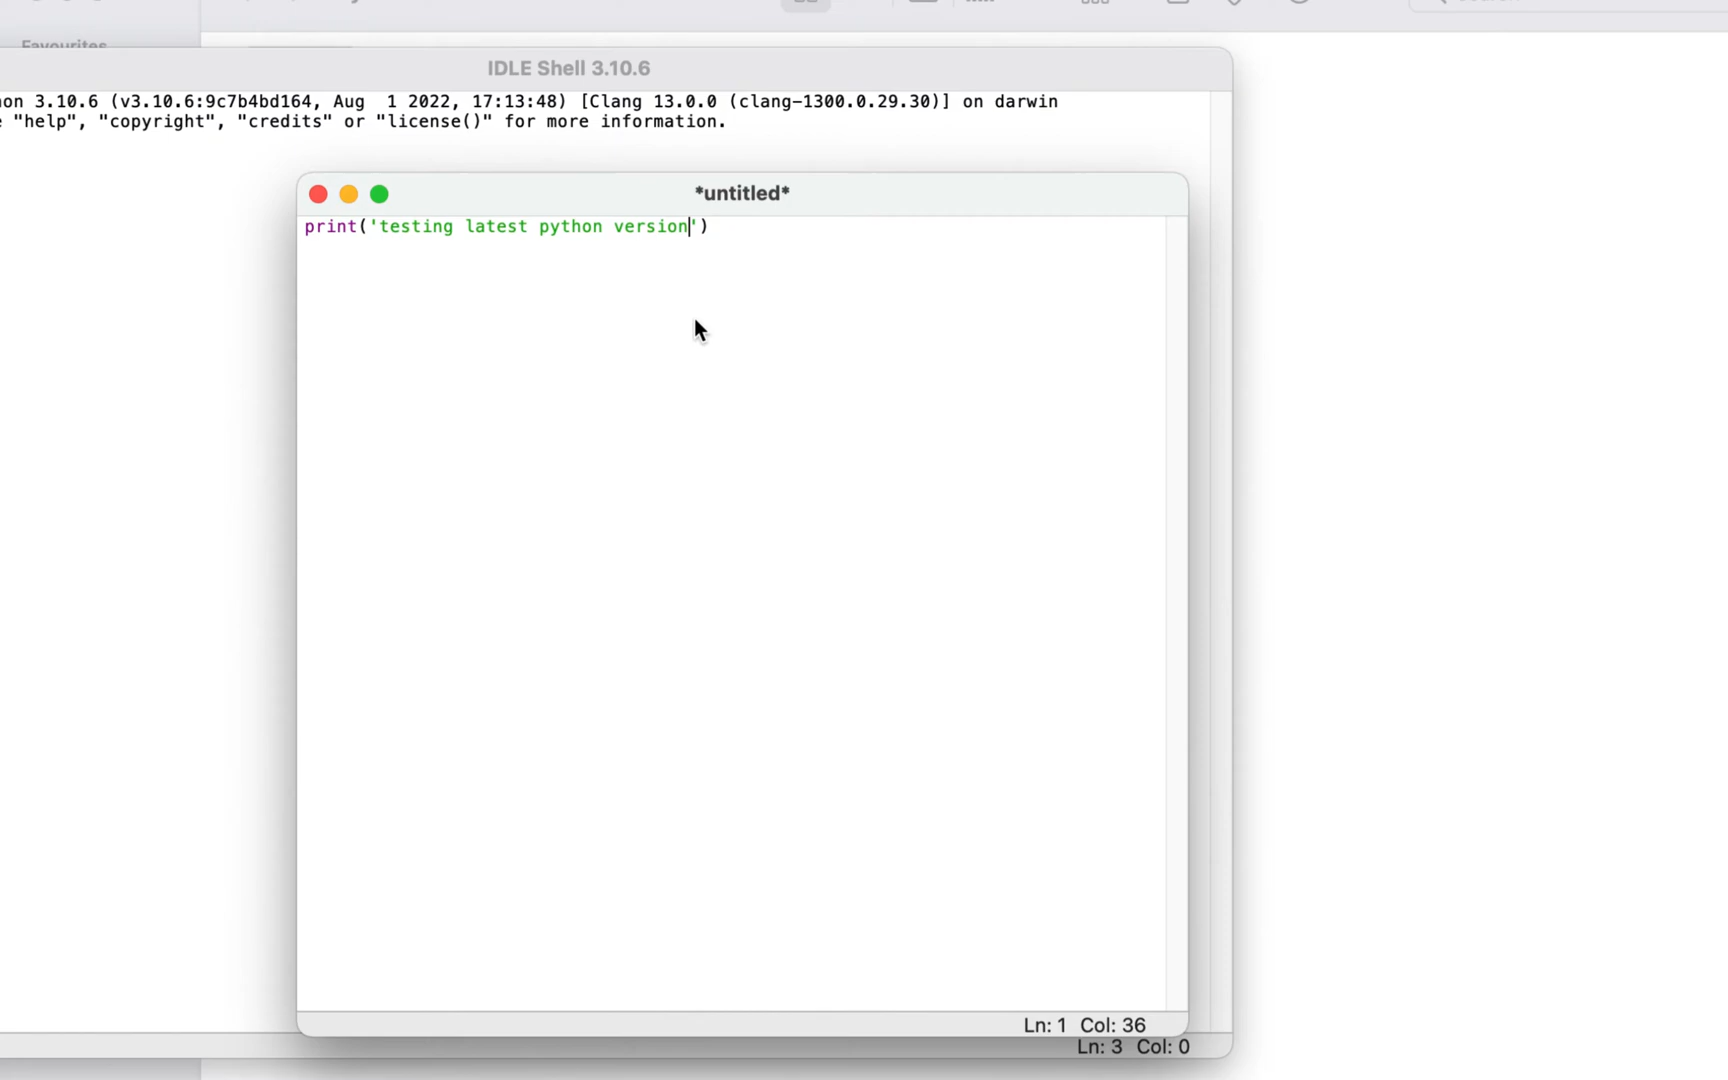 Favourites
IDLE Shell 3.10.6
on 3.10.6 (v3.10.6:9c7b4bd164, Aug  1 2022, 17:13:48) [Clang 13.0.0 (clang-1300.0.29.30)] on darwin
"help", "copyright", "credits" or "license()" for more information.
*untitled*
print('testing latest python version')
Ln: 1  Col: 36
Ln: 3  Col: 0